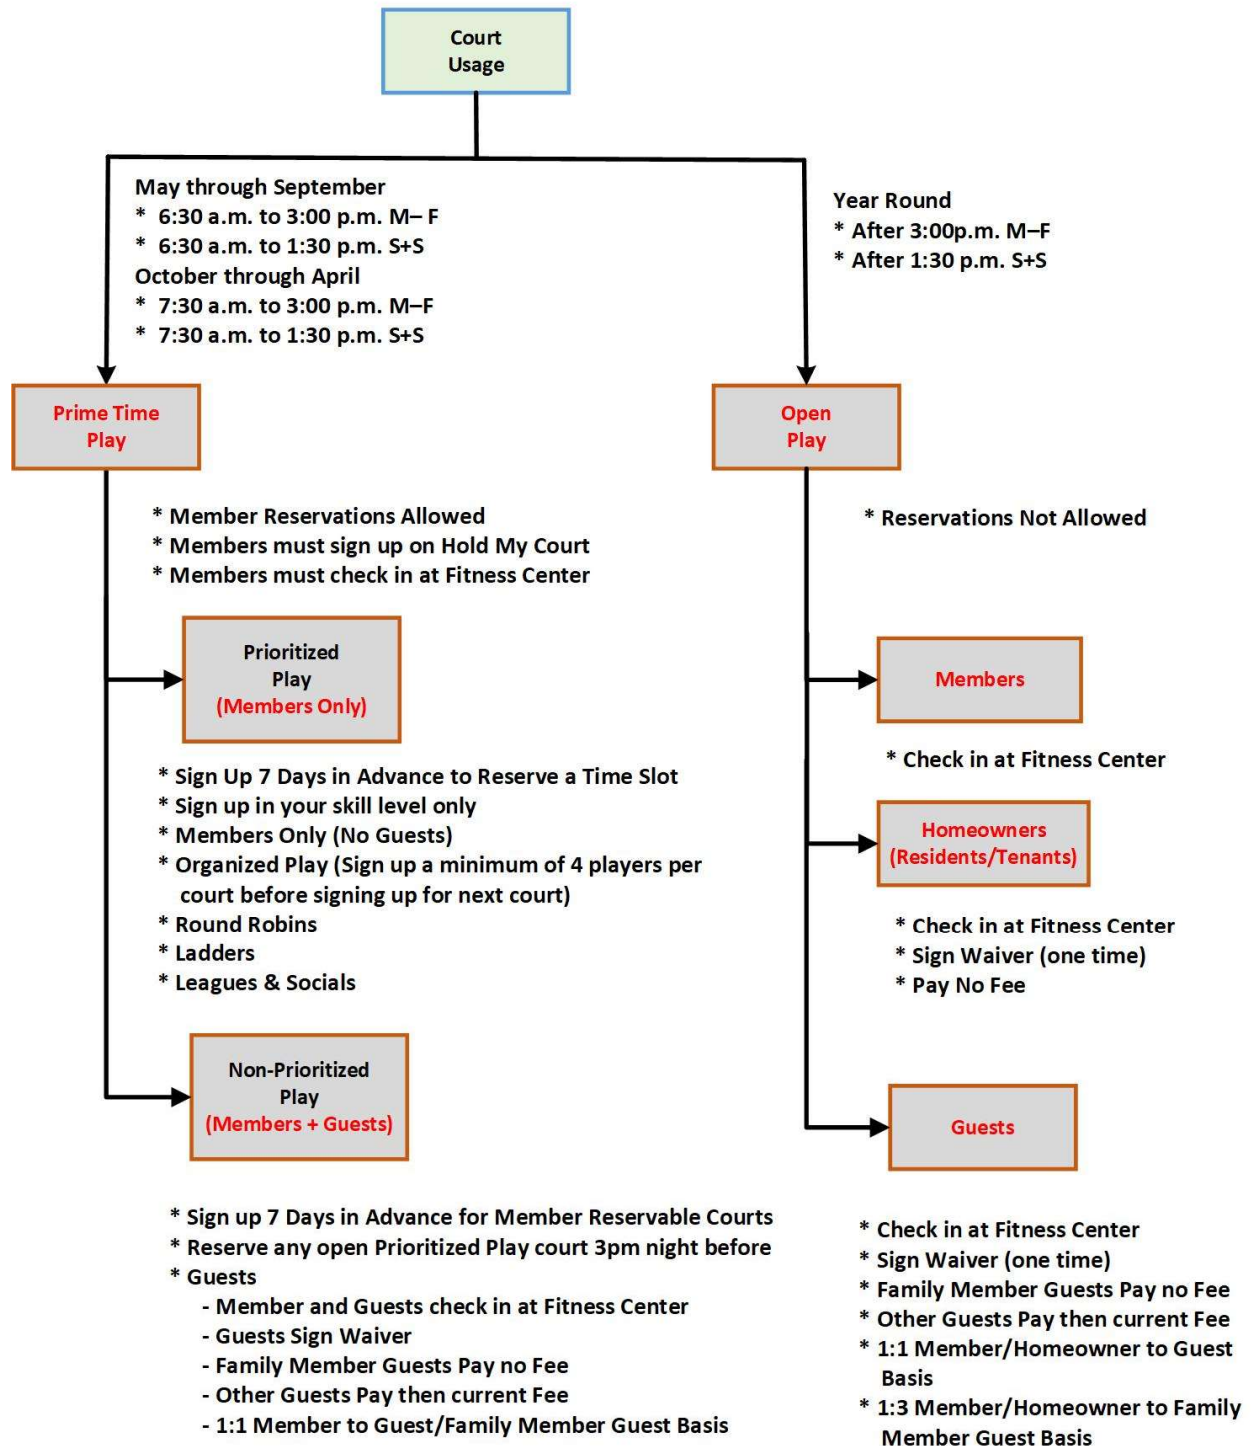 Court
Usage
May through September
* 6:30 a.m. to 3:00 p.m. M– F
* 6:30 a.m. to 1:30 p.m. S+S
October through April
* 7:30 a.m. to 3:00 p.m. M–F
* 7:30 a.m. to 1:30 p.m. S+S
Year Round
* After 3:00p.m. M–F
* After 1:30 p.m. S+S
Prime Time
Play
* Member Reservations Allowed
* Members must sign up on Hold My Court
* Members must check in at Fitness Center
Prioritized
Play
(Members Only)
* Sign Up 7 Days in Advance to Reserve a Time Slot
* Sign up in your skill level only
* Members Only (No Guests)
* Organized Play (Sign up a minimum of 4 players per
court before signing up for next court)
* Round Robins
* Ladders
* Leagues & Socials
Non-Prioritized
Play
(Members + Guests)
* Sign up 7 Days in Advance for Member Reservable Courts
* Reserve any open Prioritized Play court 3pm night before
* Guests
- Member and Guests check in at Fitness Center
- Guests Sign Waiver
- Family Member Guests Pay no Fee
- Other Guests Pay then current Fee
- 1:1 Member to Guest/Family Member Guest Basis
Open
Play
* Reservations Not Allowed
Members
* Check in at Fitness Center
Homeowners
(Residents/Tenants)
* Check in at Fitness Center
* Sign Waiver (one time)
* Pay No Fee
Guests
* Check in at Fitness Center
* Sign Waiver (one time)
* Family Member Guests Pay no Fee
* Other Guests Pay then current Fee
* 1:1 Member/Homeowner to Guest
Basis
* 1:3 Member/Homeowner to Family
Member Guest Basis